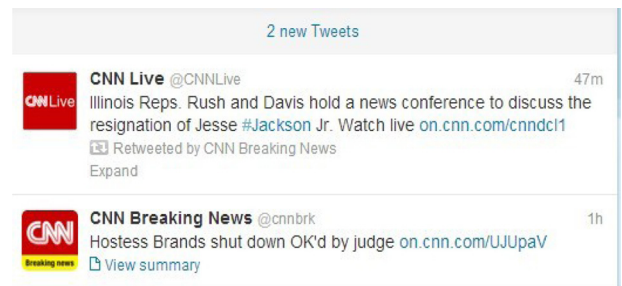 2 new Tweets
CNN Live @CNNLive 47m
CNN Live
Illinois Reps. Rush and Davis hold a news conference to discuss the
resignation of Jesse #Jackson Jr. Watch live on.cnn.com/cnndcl1
Retweeted by CNN Breaking News
Expand
CNN Breaking News @cnnbrk 1h
CNN
Breaking news
Hostess Brands shut down OK'd by judge on.cnn.com/UJUpaV
View summary